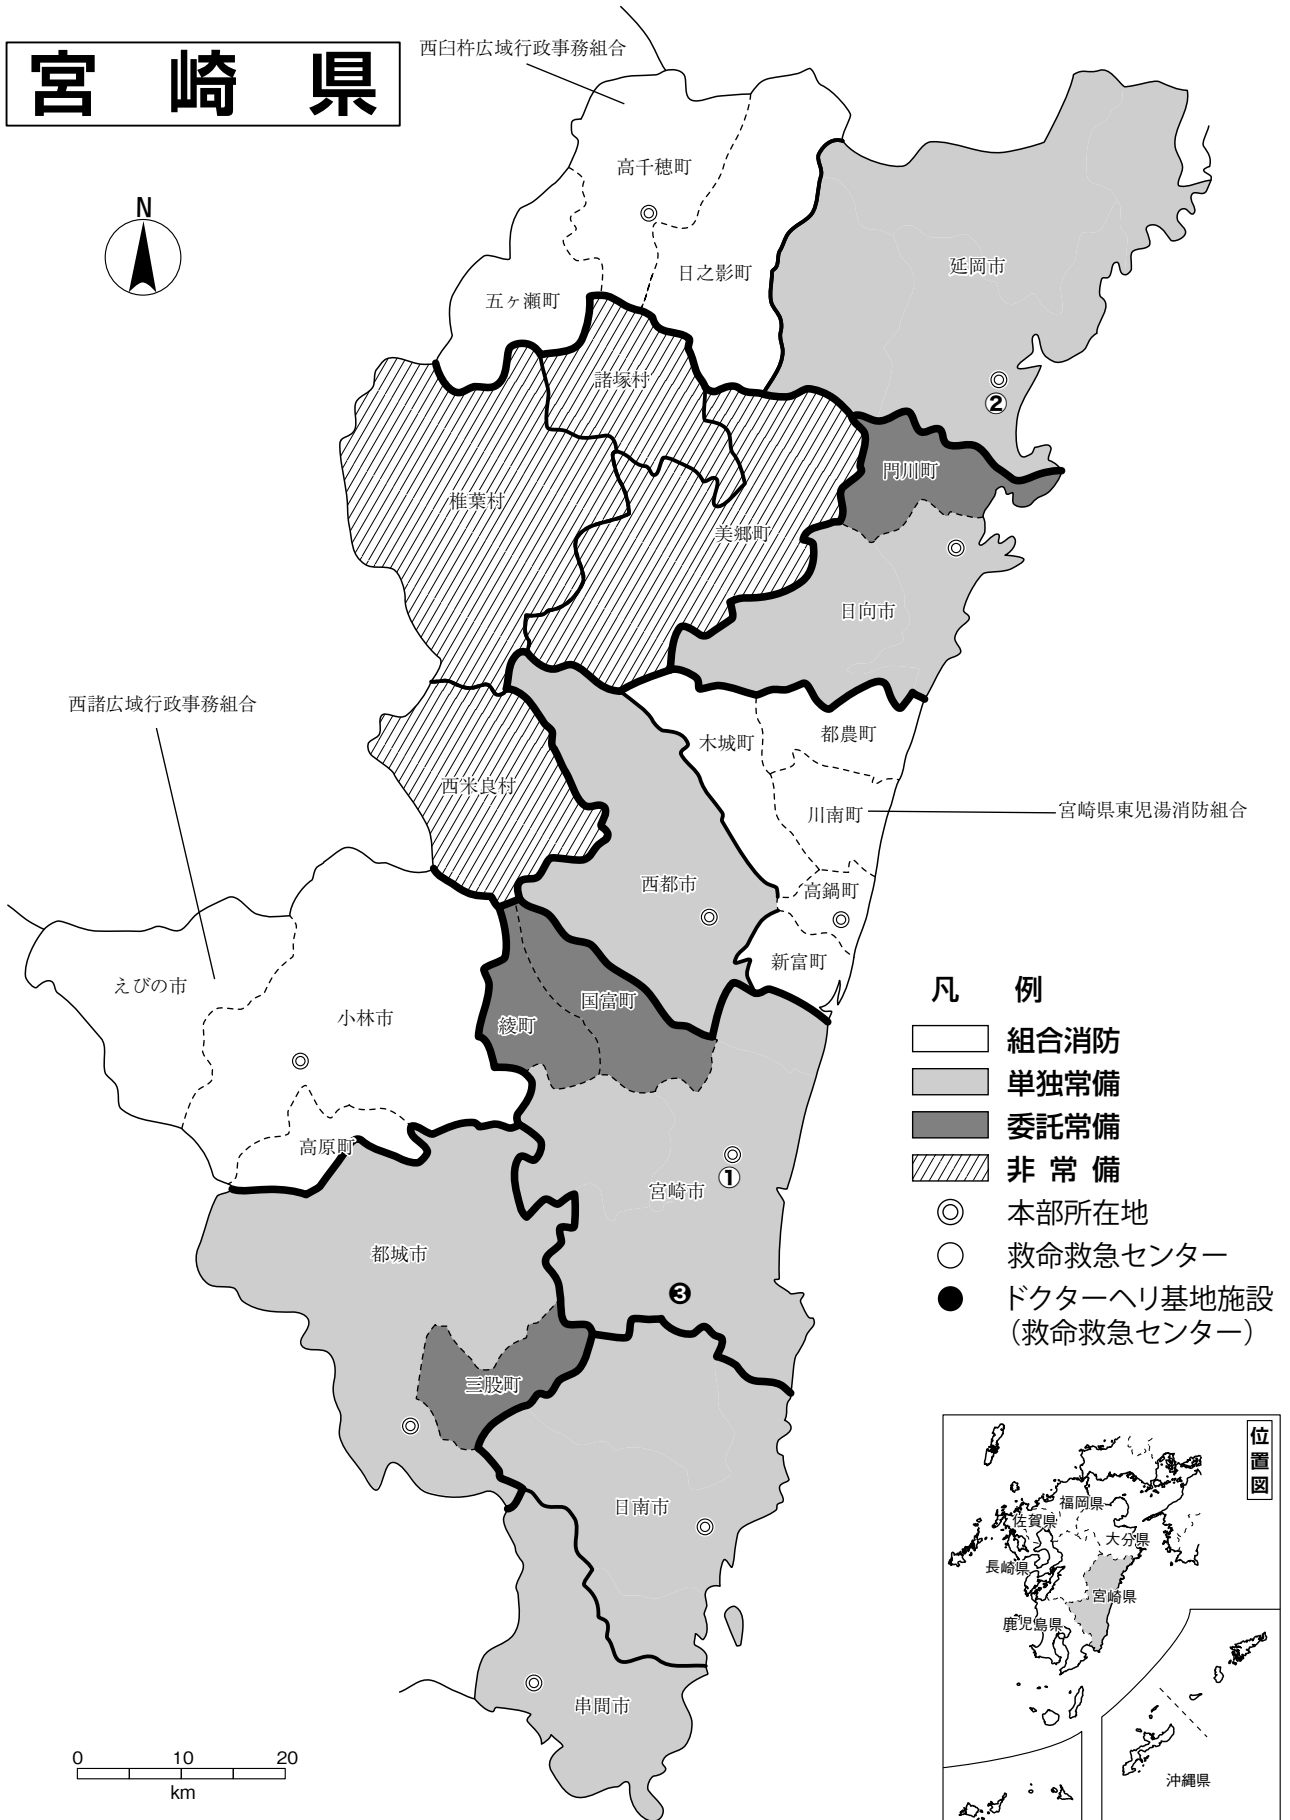 宮崎県
西臼杵広域行政事務組合
N
高千穂町
日之影町
五ヶ瀬町
延岡市
②
諸塚村
門川町
椎葉村
美郷町
日向市
西諸広域行政事務組合
木城町
都農町
西米良村
川南町
宮崎県東児湯消防組合
西都市
高鍋町
新富町
えびの市
小林市
国富町
綾町
高原町
宮崎市
①
都城市
❸
三股町
日南市
串間市
凡 例
組合消防
単独常備
委託常備
非常備
本部所在地
救命救急センター
ドクターヘリ基地施設
（救命救急センター）
位置図
福岡県
佐賀県
大分県
長崎県
宮崎県
鹿児島県
沖縄県
0 10 20
km